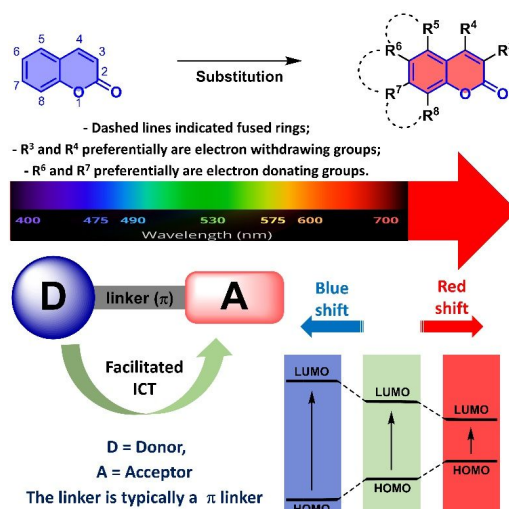 5
4
6
3
7
2
8
1
O
O
Substitution
R⁵
R⁴
R⁶
R
R⁷
R⁸
O
O
- Dashed lines indicated fused rings;
- R³ and R⁴ preferentially are electron withdrawing groups;
- R⁶ and R⁷ preferentially are electron donating groups.
400 475 490 530 575 600 700
Wavelength (nm)
D linker (π) A
Facilitated
ICT
D = Donor,
A = Acceptor
The linker is typically a π linker
Blue
shift
Red
shift
LUMO
LUMO
LUMO
HOMO
HOMO
HOMO